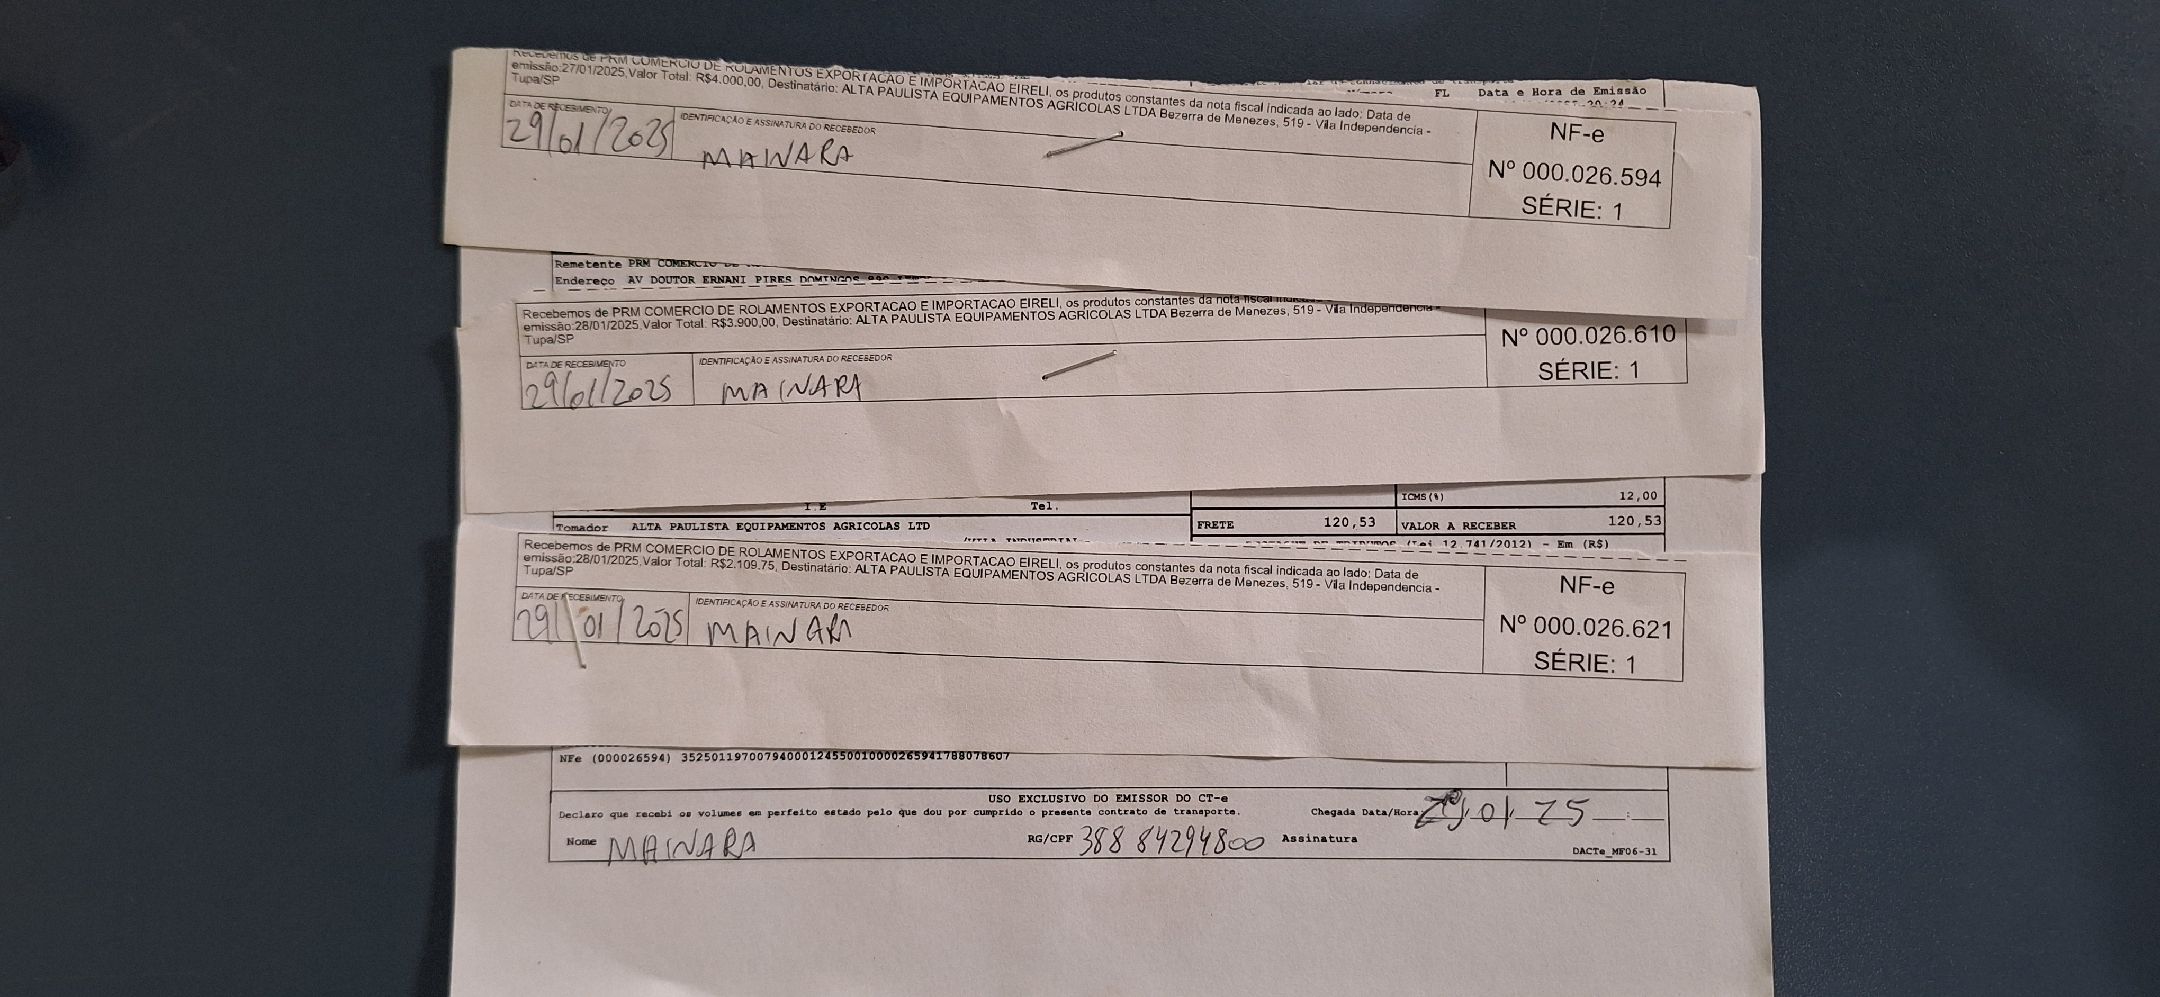 Recebemos de PRM COMERCIO DE ROLAMENTOS EXPORTACAO E IMPORTACAO EIRELI, os produtos constantes da nota fiscal indicada ao lado; Data de
emissão:27/01/2025,Valor Total: R$4.000,00, Destinatário: ALTA PAULISTA EQUIPAMENTOS AGRICOLAS LTDA Bezerra de Menezes, 519 - Vila Independencia -
Tupa/SP
FL Data e Hora de Emissão
DATA DE RECEBIMENTO IDENTIFICAÇÃO E ASSINATURA DO RECEBEDOR
29/01/2025 MAINARA
NF-e
Nº 000.026.594
SÉRIE: 1
Remetente PRM COMERCIO DE
Endereço AV DOUTOR ERNANI PIRES DOMINGOS
Recebemos de PRM COMERCIO DE ROLAMENTOS EXPORTACAO E IMPORTACAO EIRELI, os produtos constantes da nota fiscal
emissão:28/01/2025,Valor Total: R$3.900,00, Destinatário: ALTA PAULISTA EQUIPAMENTOS AGRICOLAS LTDA Bezerra de Menezes, 519 - Vila Independencia -
Tupa/SP
DATA DE RECEBIMENTO IDENTIFICAÇÃO E ASSINATURA DO RECEBEDOR
29/01/2025 MAINARA
Nº 000.026.610
SÉRIE: 1
ICMS(%) 12,00
I.E Tel.
Tomador ALTA PAULISTA EQUIPAMENTOS AGRICOLAS LTD
FRETE 120,53 VALOR A RECEBER 120,53
(Lei 12.741/2012) - Em (R$)
Recebemos de PRM COMERCIO DE ROLAMENTOS EXPORTACAO E IMPORTACAO EIRELI, os produtos constantes da nota fiscal indicada ao lado; Data de
emissão:28/01/2025,Valor Total: R$2.109,75, Destinatário: ALTA PAULISTA EQUIPAMENTOS AGRICOLAS LTDA Bezerra de Menezes, 519 - Vila Independencia -
Tupa/SP
DATA DE RECEBIMENTO IDENTIFICAÇÃO E ASSINATURA DO RECEBEDOR
29/01/2025 MAINARA
NF-e
Nº 000.026.621
SÉRIE: 1
NFe (000026594) 35250119700794000124550010000265941788078607
USO EXCLUSIVO DO EMISSOR DO CT-e
Declaro que recebi os volumes em perfeito estado pelo que dou por cumprido o presente contrato de transporte. Chegada Data/Hora 29/01/25
Nome MAINARA RG/CPF 388 84294800 Assinatura
DACTe_MF06-31